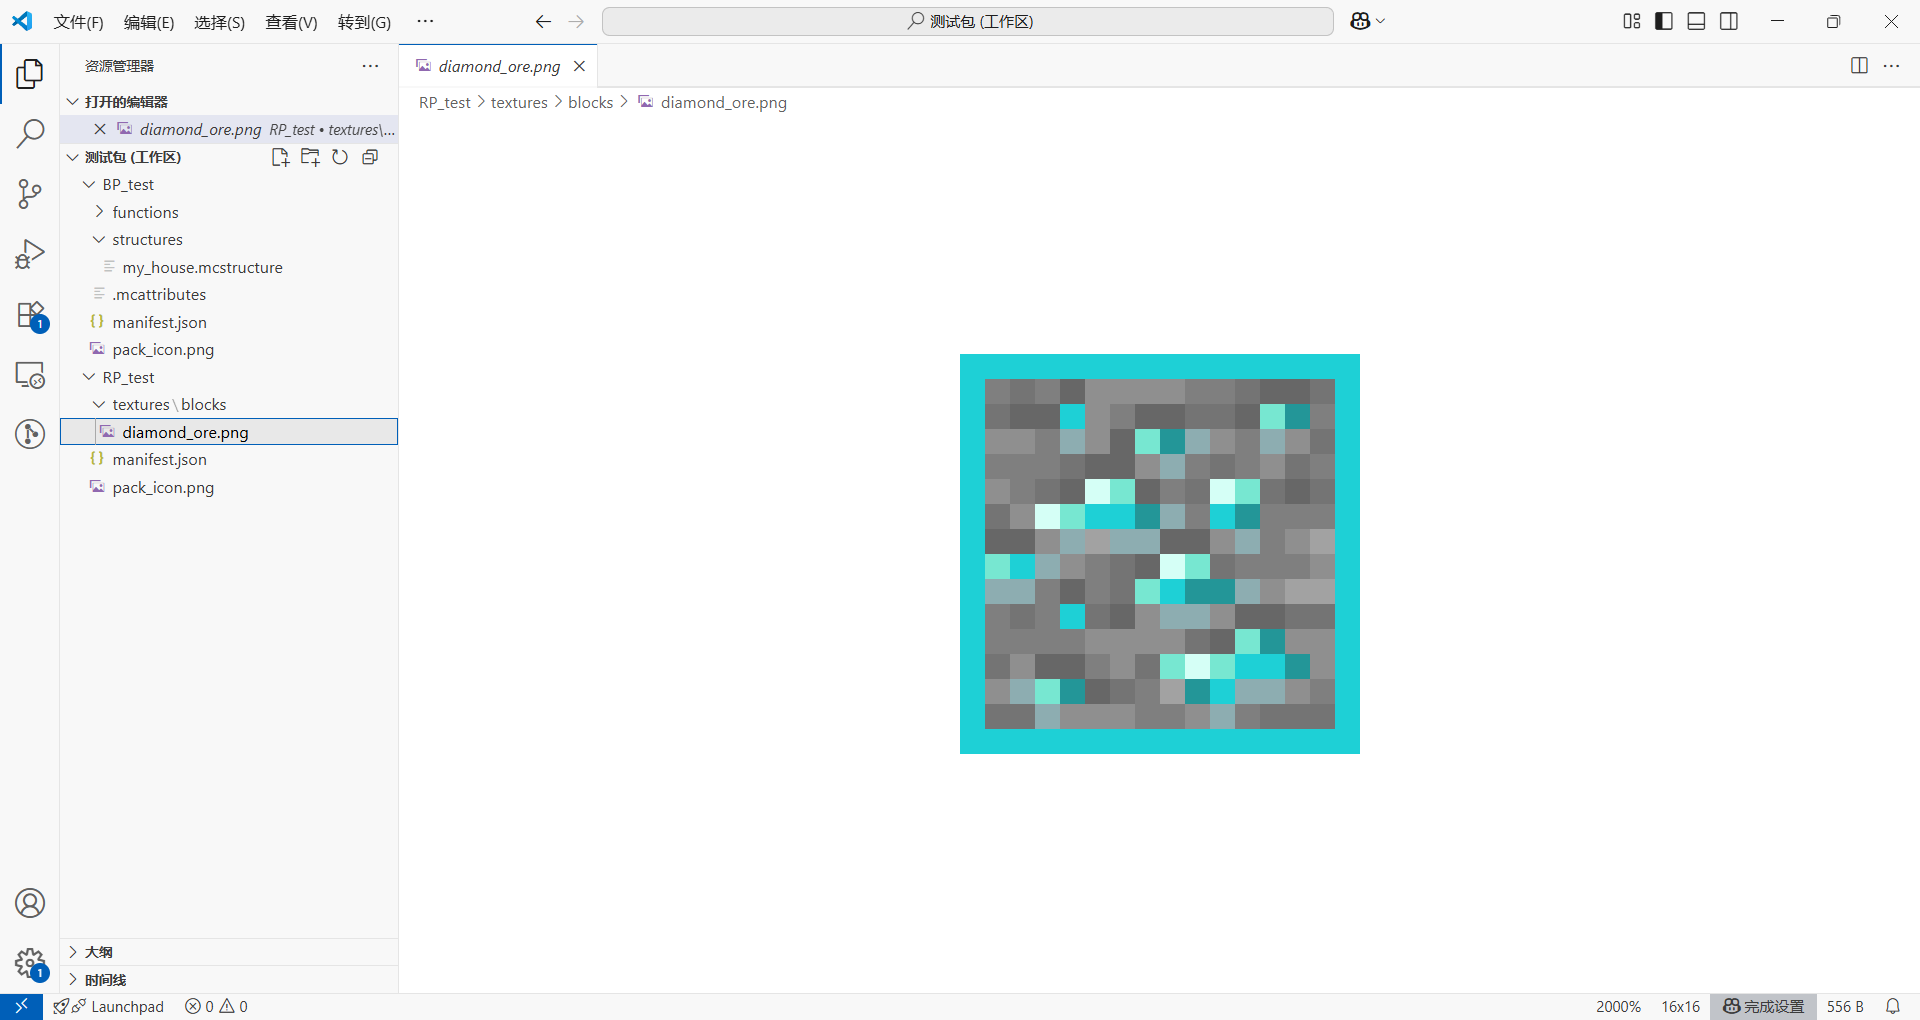 文件(F) 编辑(E) 选择(S) 查看(V) 转到(G) ··· 测试包 (工作区)
资源管理器
打开的编辑器
diamond_ore.png RP_test • textures\...
测试包 (工作区)
BP_test
functions
structures
my_house.mcstructure
.mcattributes
manifest.json
pack_icon.png
RP_test
textures\blocks
diamond_ore.png
manifest.json
pack_icon.png
大纲
时间线
diamond_ore.png
RP_test > textures > blocks > diamond_ore.png
1
1
Launchpad 0 0 2000% 16x16 完成设置 556 B